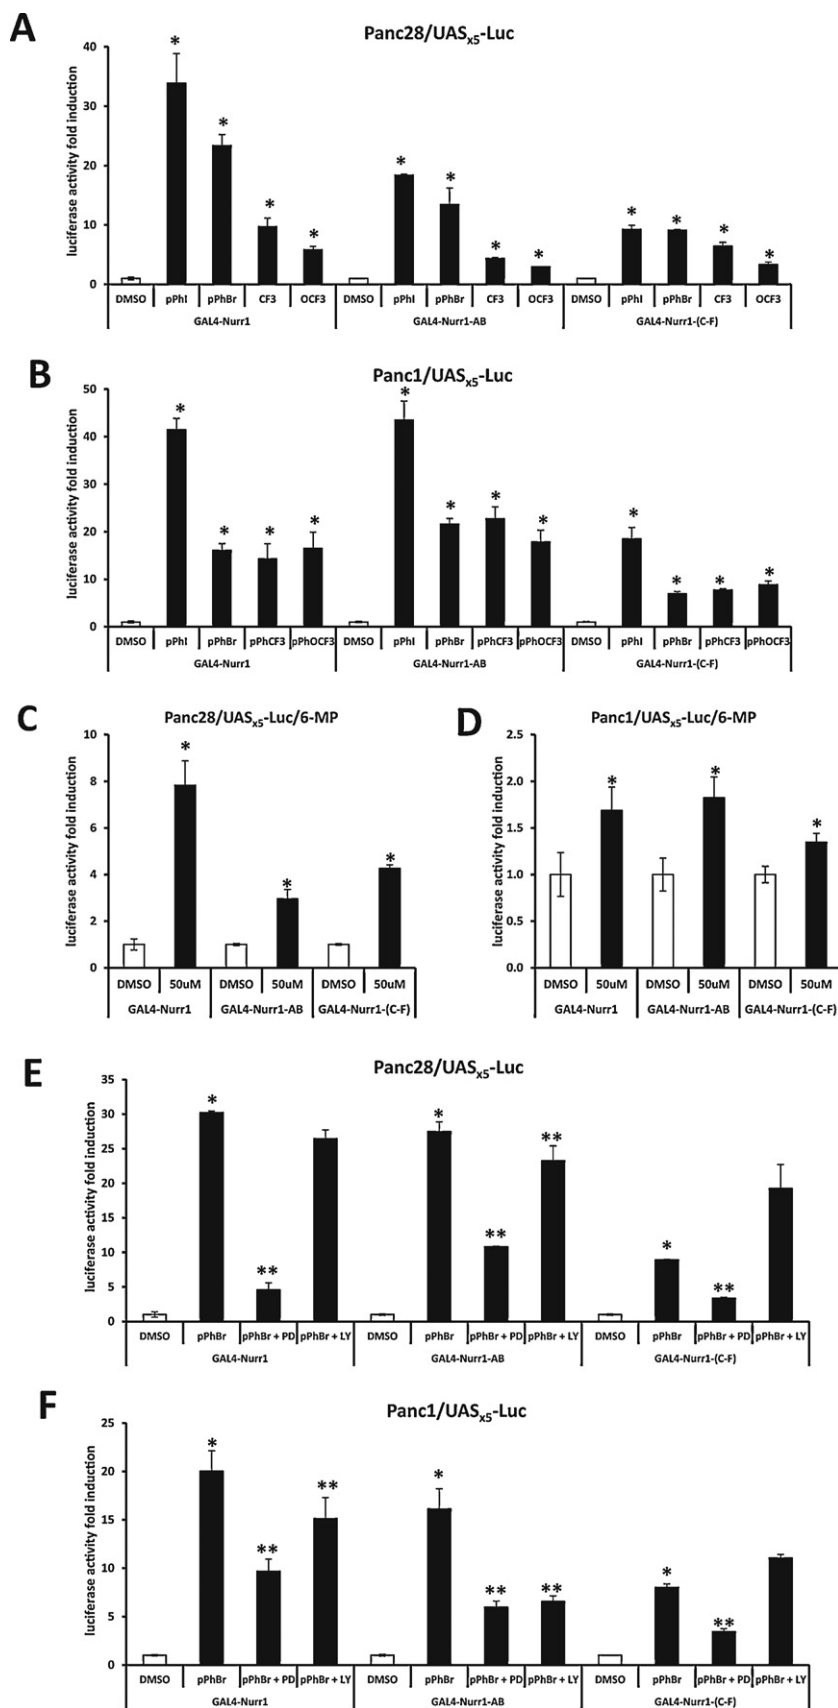 A
Panc28/UASx5-Luc
luciferase activity fold induction
40
30
20
10
0
* * * * * * * * * * * *
DMSO pPhI pPhBr CF3 OCF3 DMSO pPhI pPhBr CF3 OCF3 DMSO pPhI pPhBr CF3 OCF3
GAL4-Nurr1 GAL4-Nurr1-AB GAL4-Nurr1-(C-F)
B
Panc1/UASx5-Luc
luciferase activity fold induction
50
40
30
20
10
0
* * * * * * * * * * * *
DMSO pPhI pPhBr pPhCF3 pPhOCF3 DMSO pPhI pPhBr pPhCF3 pPhOCF3 DMSO pPhI pPhBr pPhCF3 pPhOCF3
GAL4-Nurr1 GAL4-Nurr1-AB GAL4-Nurr1-(C-F)
C
Panc28/UASx5-Luc/6-MP
luciferase activity fold induction
10
8
6
4
2
0
* * *
DMSO 50uM DMSO 50uM DMSO 50uM
GAL4-Nurr1 GAL4-Nurr1-AB GAL4-Nurr1-(C-F)
D
Panc1/UASx5-Luc/6-MP
luciferase activity fold induction
2.5
2.0
1.5
1.0
0.5
0.0
* * *
DMSO 50uM DMSO 50uM DMSO 50uM
GAL4-Nurr1 GAL4-Nurr1-AB GAL4-Nurr1-(C-F)
E
Panc28/UASx5-Luc
luciferase activity fold induction
35
30
25
20
15
10
5
0
* ** * ** ** * **
DMSO pPhBr pPhBr + PD pPhBr + LY DMSO pPhBr pPhBr + PD pPhBr + LY DMSO pPhBr pPhBr + PD pPhBr + LY
GAL4-Nurr1 GAL4-Nurr1-AB GAL4-Nurr1-(C-F)
F
Panc1/UASx5-Luc
luciferase activity fold induction
25
20
15
10
5
0
* ** ** * ** ** * **
DMSO pPhBr pPhBr + PD pPhBr + LY DMSO pPhBr pPhBr + PD pPhBr + LY DMSO pPhBr pPhBr + PD pPhBr + LY
GAL4-Nurr1 GAL4-Nurr1-AB GAL4-Nurr1-(C-F)